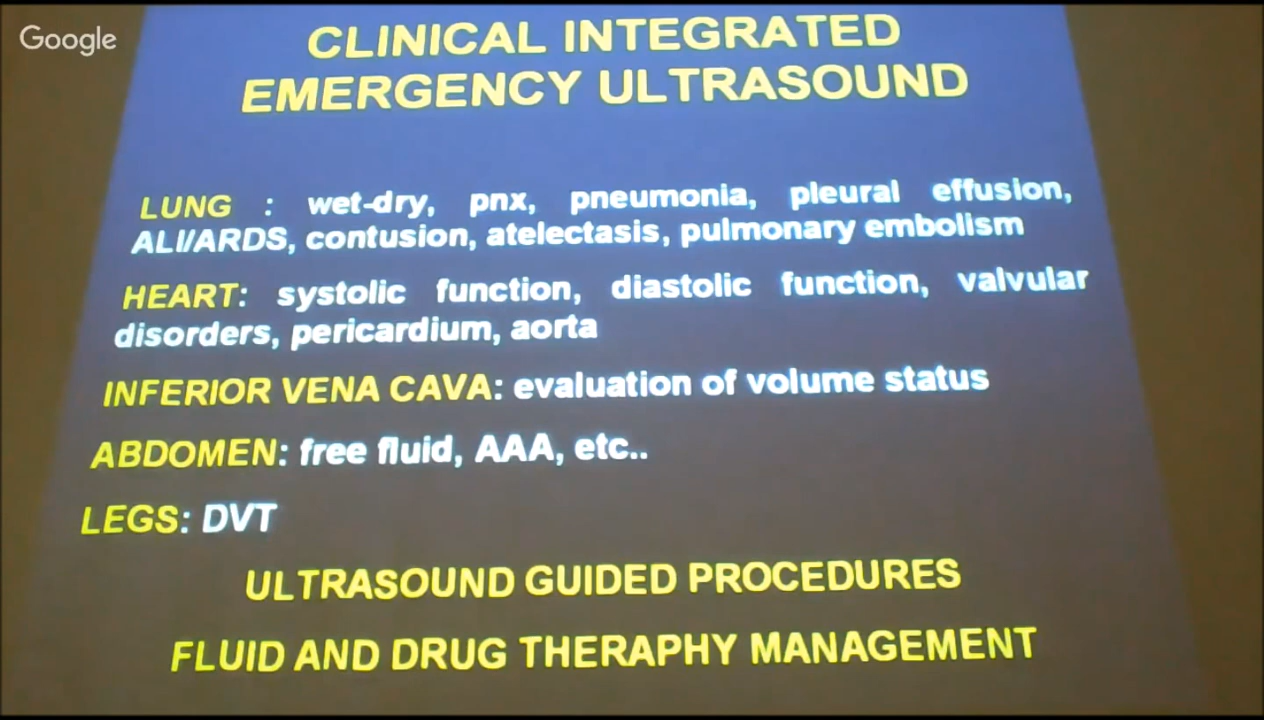 Google
CLINICAL INTEGRATED
EMERGENCY ULTRASOUND
LUNG : wet-dry, pnx, pneumonia, pleural effusion,
ALI/ARDS, contusion, atelectasis, pulmonary embolism
HEART: systolic function, diastolic function, valvular
disorders, pericardium, aorta
INFERIOR VENA CAVA: evaluation of volume status
ABDOMEN: free fluid, AAA, etc..
LEGS: DVT
ULTRASOUND GUIDED PROCEDURES
FLUID AND DRUG THERAPHY MANAGEMENT